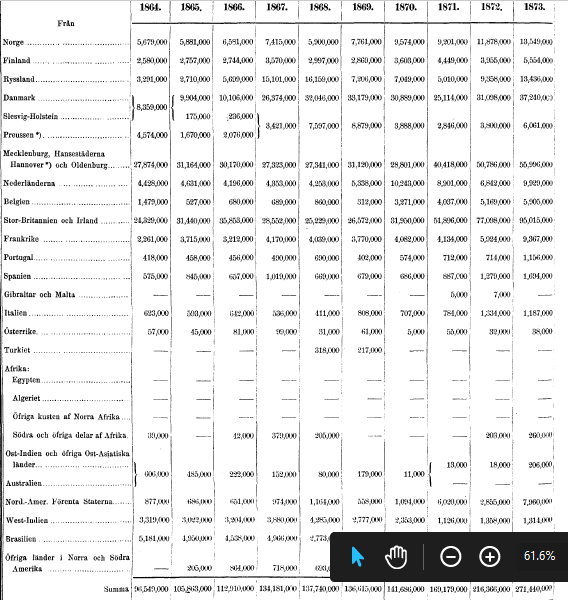 Från 1864. 1865. 1866. 1867. 1868. 1869. 1870. 1871. 1872. 1873.
Norge 5,679,000 5,881,000 6,581,000 7,415,000 5,900,000 7,761,000 9,574,000 9,201,000 11,878,000 13,549,000
Finland 2,580,000 2,757,000 2,744,000 3,570,000 2,997,000 2,869,000 3,603,000 4,449,000 3,955,000 5,554,000
Ryssland 3,291,000 2,710,000 5,699,000 15,101,000 16,159,000 7,206,000 7,049,000 5,010,000 9,358,000 13,436,000
Danmark 8,359,000 9,904,000 10,106,000 26,374,000 32,046,000 33,179,000 30,889,000 25,114,000 31,098,000 37,240,000
Slesvig-Holstein 175,000 236,000 3,421,000 7,597,000 8,879,000 3,888,000 2,846,000 3,800,000 6,061,000
Preussen *) 4,574,000 1,670,000 2,076,000
Mecklenburg, Hansestäderna
Hannover *) och Oldenburg 27,874,000 31,164,000 30,170,000 27,323,000 27,341,000 31,120,000 28,801,000 40,418,000 50,786,000 55,996,000
Nederländerna 4,428,000 4,631,000 4,196,000 4,353,000 4,253,000 5,338,000 10,243,000 8,901,000 6,842,000 9,929,000
Belgien 1,479,000 527,000 680,000 689,000 860,000 312,000 3,271,000 4,037,000 5,169,000 5,905,000
Stor-Britannien och Irland 24,329,000 31,440,000 35,853,000 28,552,000 25,229,000 26,572,000 31,950,000 51,896,000 77,098,000 95,015,000
Frankrike 2,261,000 3,715,000 3,212,000 4,170,000 4,039,000 3,770,000 4,082,000 4,134,000 5,924,000 9,367,000
Portugal 418,000 458,000 456,000 490,000 690,000 402,000 574,000 712,000 714,000 1,156,000
Spanien 575,000 845,000 657,000 1,019,000 669,000 679,000 686,000 887,000 1,279,000 1,694,000
Gibraltar och Malta — — — — — — — 5,000 7,000 —
Italien 623,000 593,000 642,000 536,000 411,000 808,000 707,000 784,000 1,334,000 1,187,000
Österrike 57,000 45,000 81,000 99,000 31,000 61,000 5,000 55,000 32,000 38,000
Turkiet — — — — 318,000 217,000 — — — —
Afrika:
Egypten — — — — — — — — — —
Algeriet — — — — — — — — — —
Öfriga kusten af Norra Afrika — — — — — — — — — —
Södra och öfriga delar af Afrika 39,000 — 42,000 379,000 205,000 — — — 203,000 260,000
Ost-Indien och öfriga Ost-Asiatiska
länder 606,000 485,000 222,000 152,000 80,000 179,000 11,000 13,000 18,000 206,000
Australien — — —
Nord.-Amer. Förenta Staterna 877,000 686,000 651,000 974,000 1,164,000 558,000 1,094,000 6,020,000 2,855,000 7,960,000
West-Indien 3,319,000 3,022,000 3,204,000 3,880,000 4,285,000 2,777,000 2,353,000 1,126,000 1,358,000 1,314,000
Brasilien 5,181,000 4,950,000 4,538,000 4,966,000 2,773,
Öfriga länder i Norra och Södra
Amerika — 205,000 864,000 718,000
Summa 96,549,000 105,863,000 112,910,000 134,181,000 137,740,000 136,615,000 141,686,000 169,179,000 216,366,000 271,440,000
61.6%